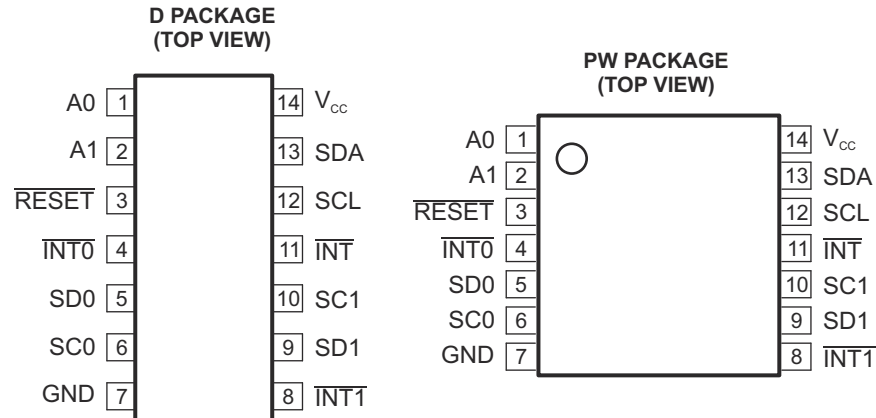 D PACKAGE
(TOP VIEW)
A0 1
A1 2
RESET 3
INT0 4
SD0 5
SC0 6
GND 7
14 VCC
13 SDA
12 SCL
11 INT
10 SC1
9 SD1
8 INT1
PW PACKAGE
(TOP VIEW)
A0 1
A1 2
RESET 3
INT0 4
SD0 5
SC0 6
GND 7
14 VCC
13 SDA
12 SCL
11 INT
10 SC1
9 SD1
8 INT1